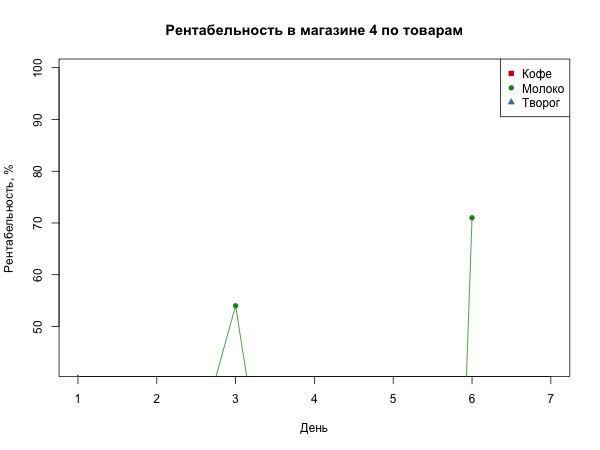 Рентабельность в магазине 4 по товарам
Кофе
Молоко
Творог
Рентабельность, %
100
90
80
70
60
50
1 2 3 4 5 6 7
День